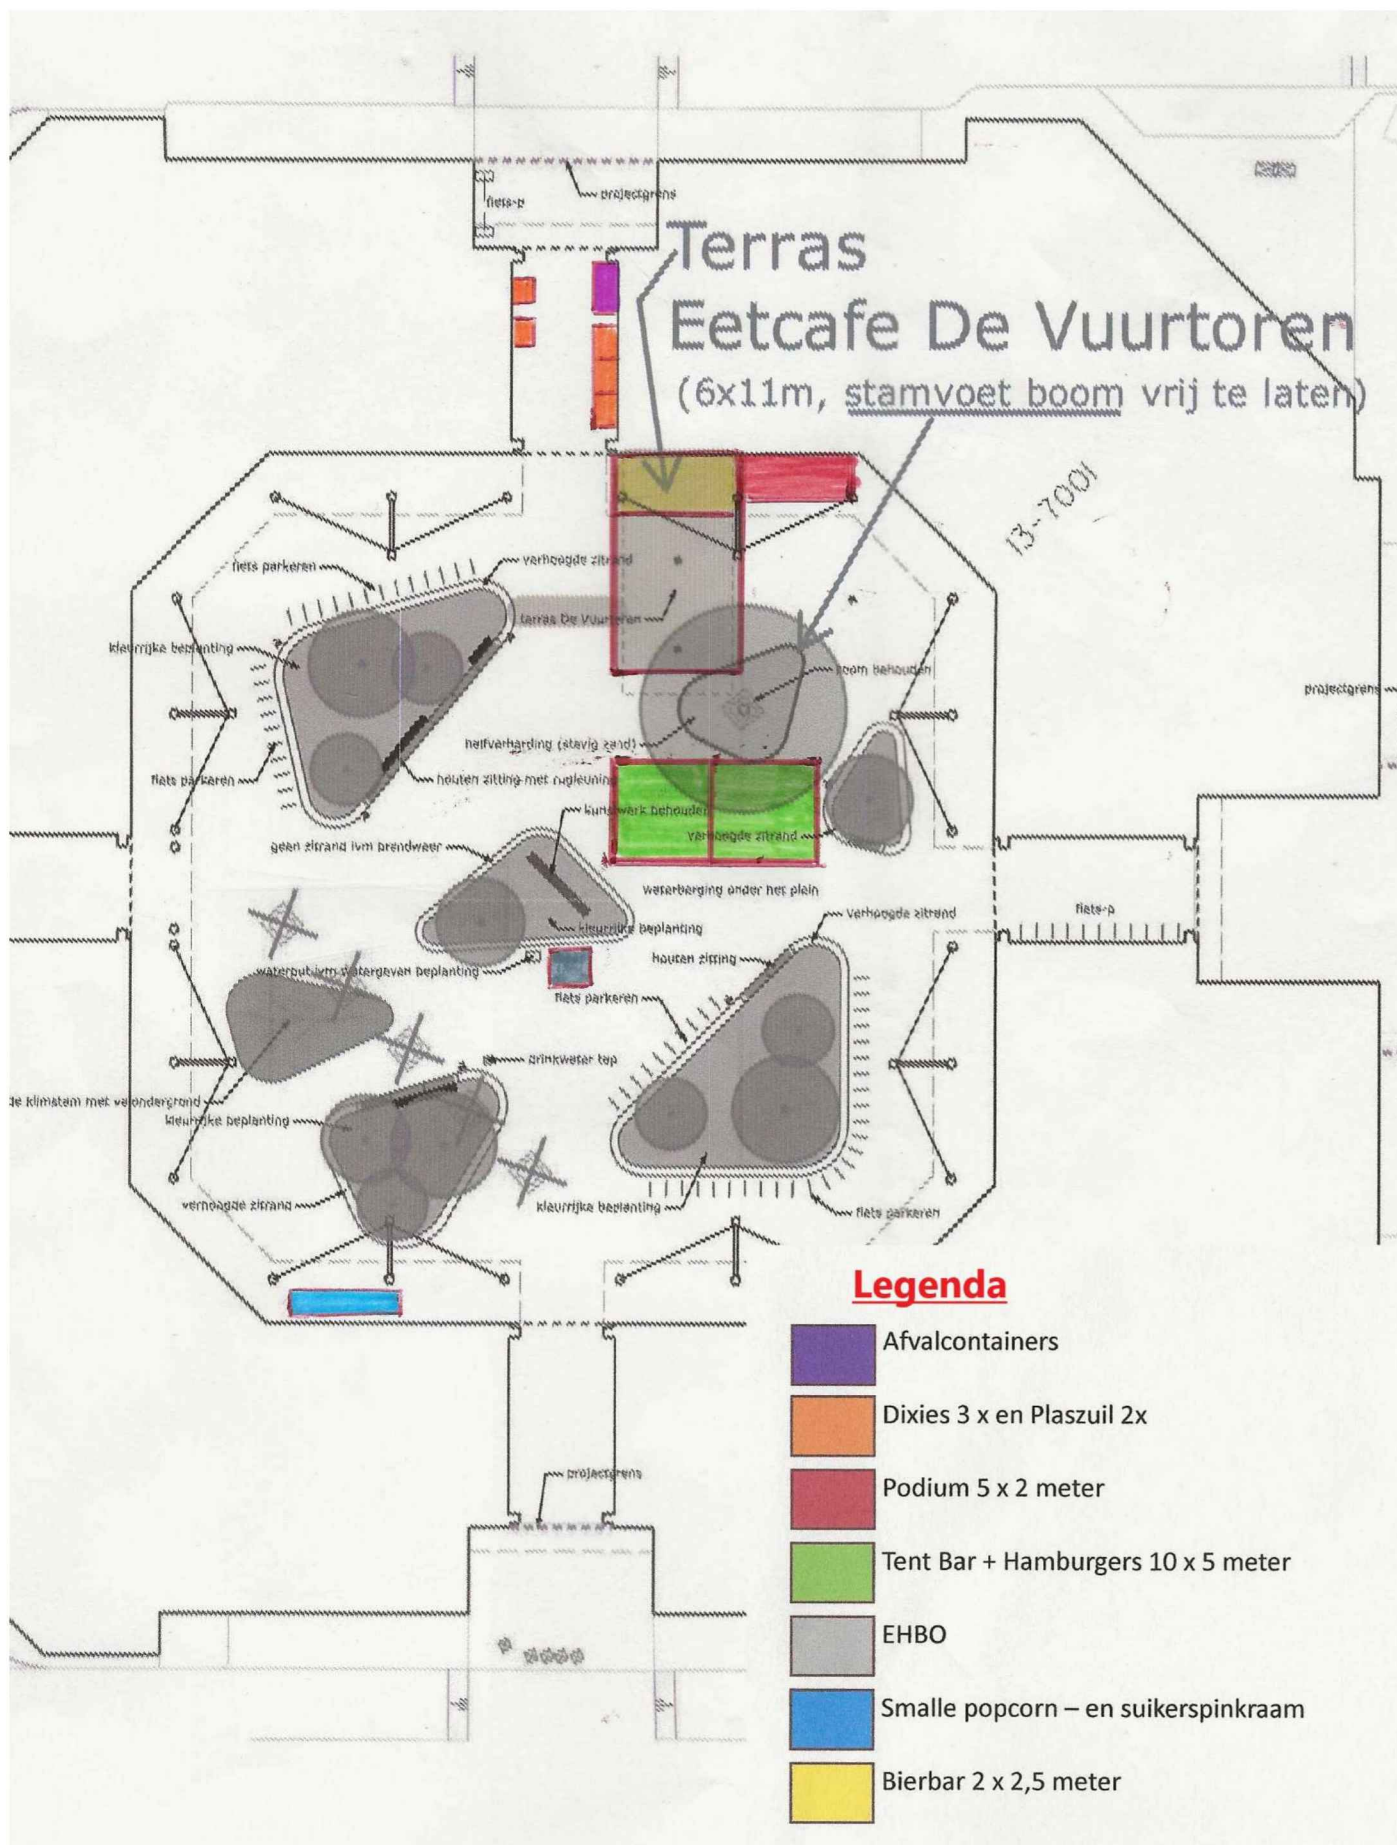 projectgrens
fiets-p
Terras
Eetcafe De Vuurtoren
(6x11m, stamvoet boom vrij te laten)
13-7001
fiets parkeren
verhoogde zitrand
terras De Vuurtoren
kleurrijke beplanting
boom behouden
projectgrens
halfverharding (stevig zand)
fiets parkeren
houten zitting met rugleuning
kunstwerk behouden
verhoogde zitrand
geen zitrand ivm brandweer
waterberging onder het plein
fiets-p
verhoogde zitrand
kleurrijke beplanting
houten zitting
waterput ivm watergeven beplanting
fiets parkeren
drinkwater tap
kleurrijke beplanting
verhoogde zitrand
kleurrijke beplanting
fiets parkeren
projectgrens
Legenda
Afvalcontainers
Dixies 3 x en Plaszuil 2x
Podium 5 x 2 meter
Tent Bar + Hamburgers 10 x 5 meter
EHBO
Smalle popcorn – en suikerspinkraam
Bierbar 2 x 2,5 meter